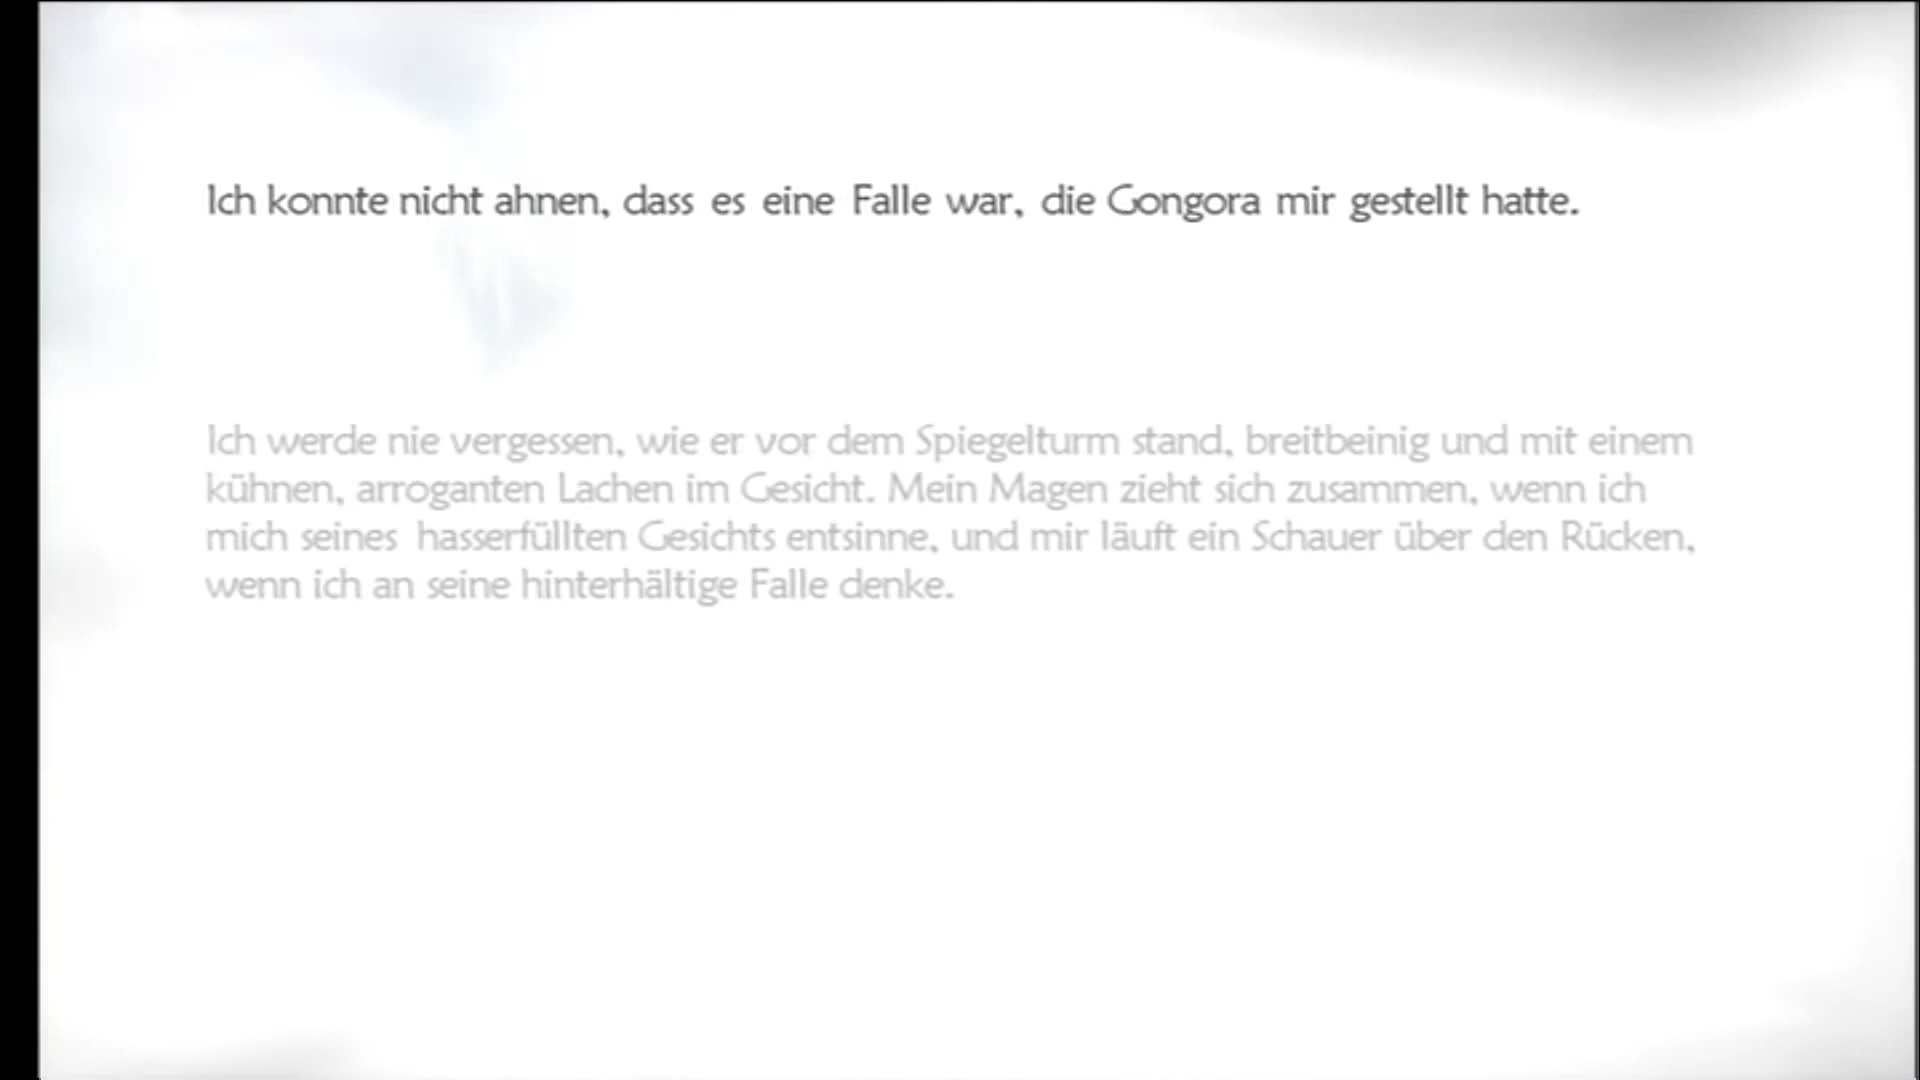 Ich konnte nicht ahnen, dass es eine Falle war, die Gongora mir gestellt hatte.
Ich werde nie vergessen, wie er vor dem Spiegelturm stand, breitbeinig und mit einem
kühnen, arroganten Lachen im Gesicht. Mein Magen zieht sich zusammen, wenn ich
mich seines hasserfüllten Gesichts entsinne, und mir läuft ein Schauer über den Rücken,
wenn ich an seine hinterhältige Falle denke.